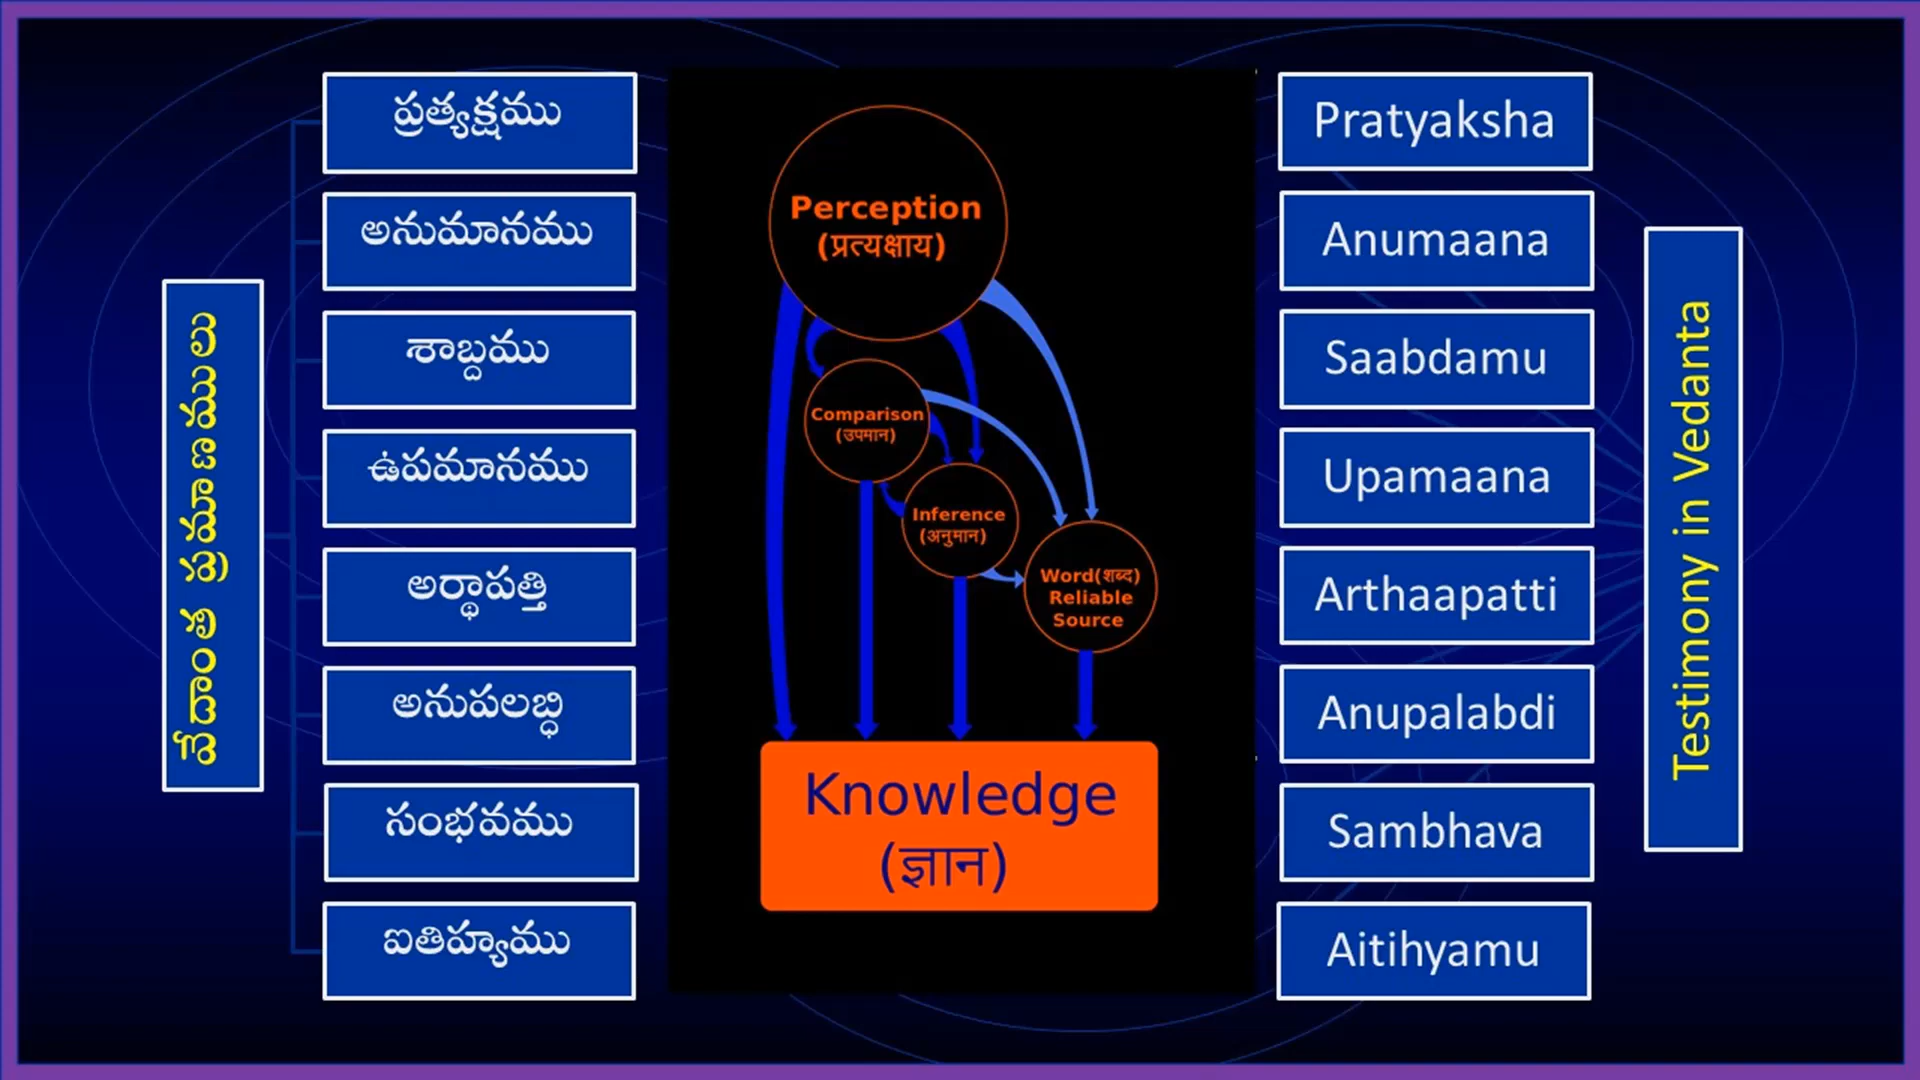 వేదాంత ప్రమాణములు
ప్రత్యక్షము
అనుమానము
శాబ్దము
ఉపమానము
అర్థాపత్తి
అనుపలబ్ధి
సంభవము
ఐతిహ్యము
Perception
(प्रत्यक्षाय)
Comparison
(उपमान)
Inference
(अनुमान)
Word(शब्द)
Reliable
Source
Knowledge
(ज्ञान)
Pratyaksha
Anumaana
Saabdamu
Upamaana
Arthaapatti
Anupalabdi
Sambhava
Aitihyamu
Testimony in Vedanta